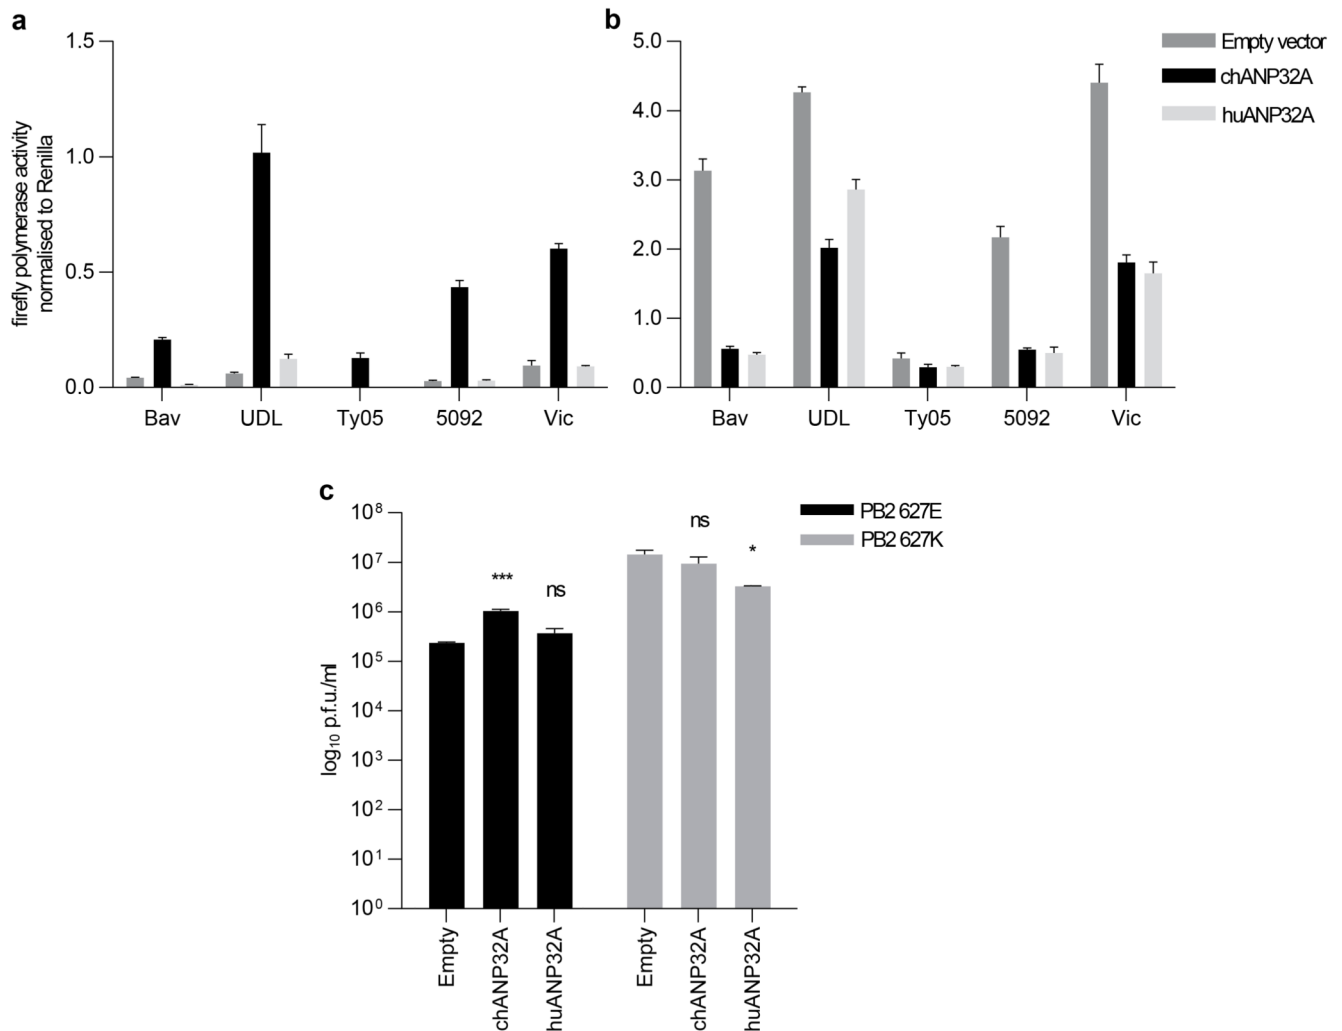 a
1.5
1.0
0.5
0.0
firefly polymerase activity
normalised to Renilla
Bav UDL Ty05 5092 Vic
b
5.0
4.0
3.0
2.0
1.0
0.0
Bav UDL Ty05 5092 Vic
Empty vector
chANP32A
huANP32A
c
10⁸
10⁷
10⁶
10⁵
10⁴
10³
10²
10¹
10⁰
log₁₀ p.f.u./ml
***
ns
ns
*
Empty
chANP32A
huANP32A
Empty
chANP32A
huANP32A
PB2 627E
PB2 627K